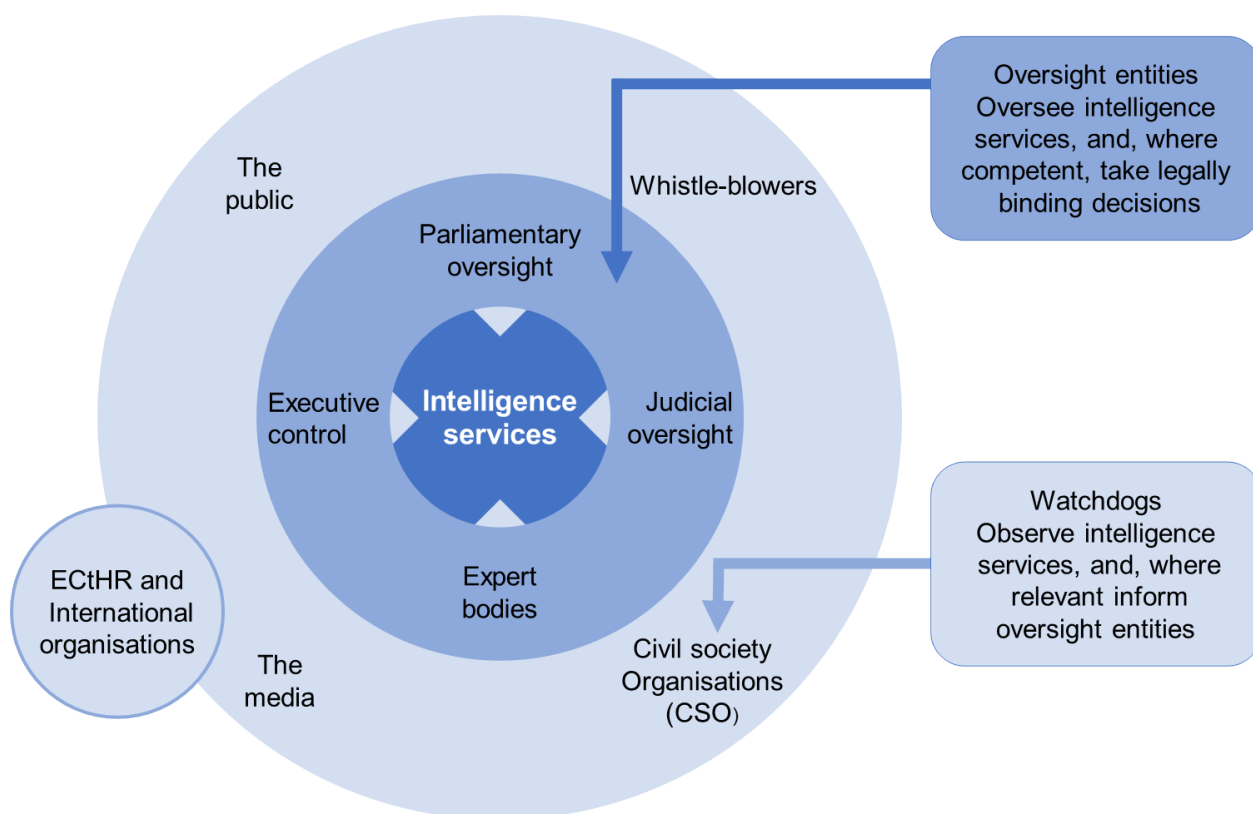 Oversight entities
Oversee intelligence
services, and, where
competent, take legally
binding decisions
The
public
Whistle-blowers
Parliamentary
oversight
Executive
control
Intelligence
services
Judicial
oversight
Watchdogs
Observe intelligence
services, and, where
relevant inform
oversight entities
ECtHR and
International
organisations
Expert
bodies
The
media
Civil society
Organisations
(CSO)